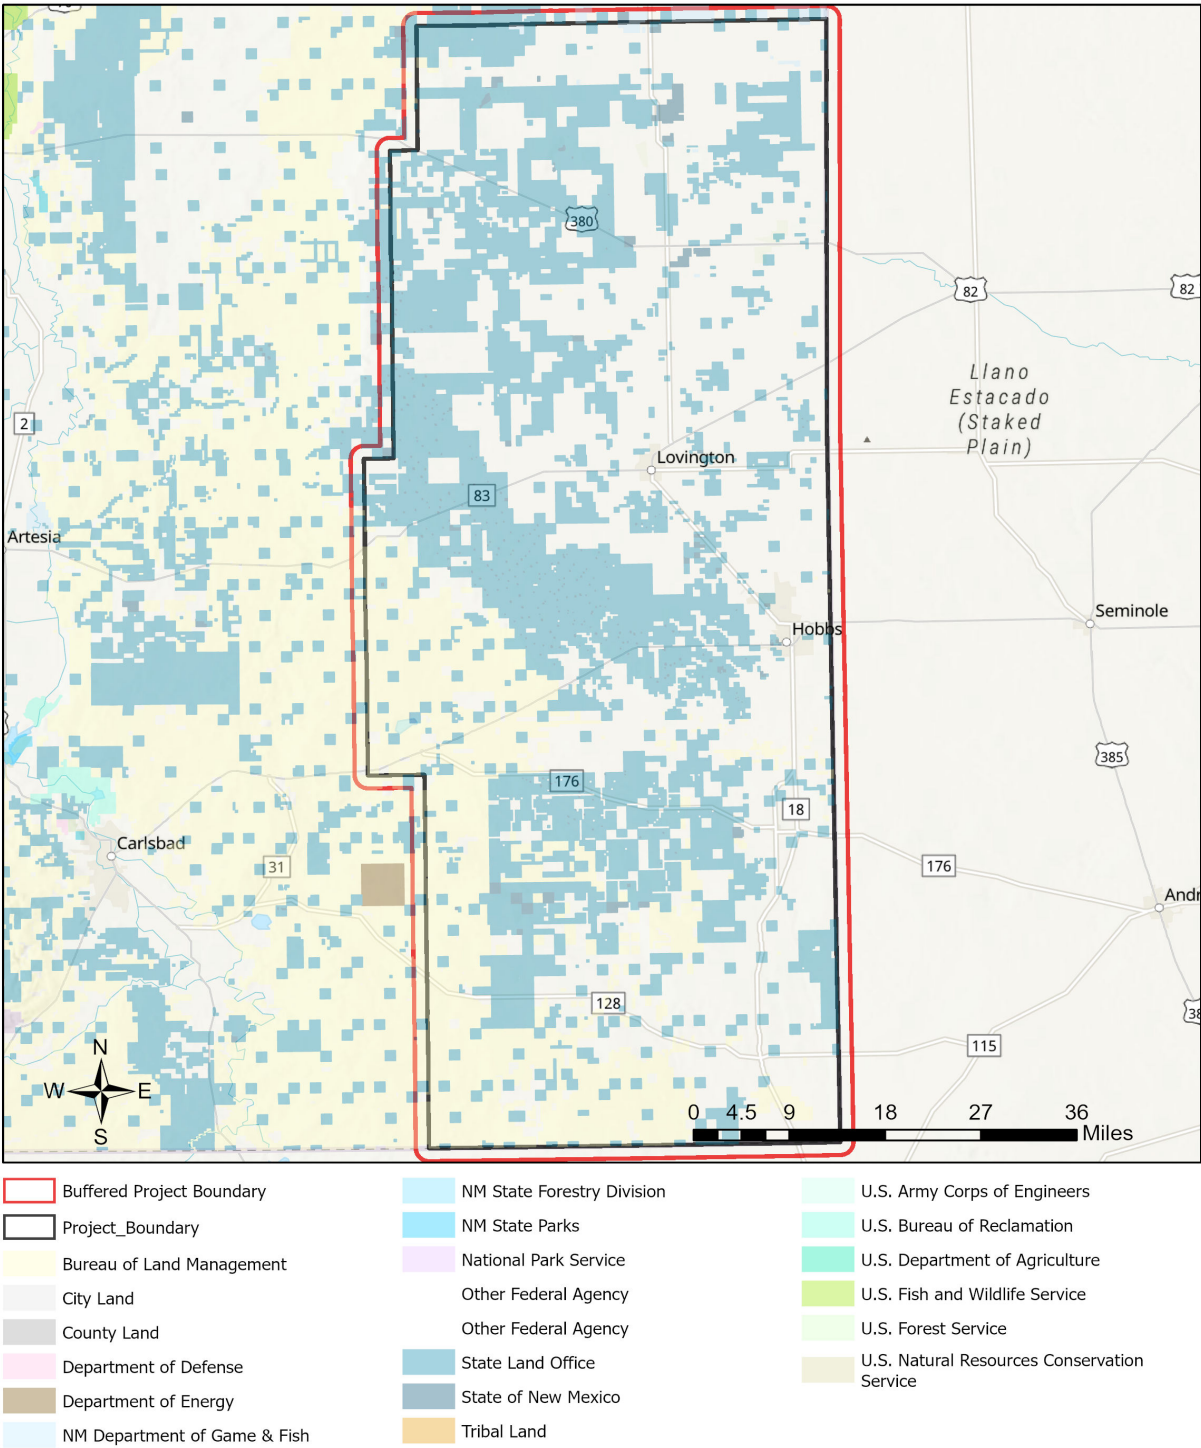 380
82
82
Llano
Estacado
(Staked
Plain)
2
Lovington
83
Artesia
Seminole
Hobbs
385
176
18
Carlsbad
31
176
Andr
128
38
115
N
W E
S
0 4.5 9 18 27 36
Miles
Buffered Project Boundary
Project_Boundary
Bureau of Land Management
City Land
County Land
Department of Defense
Department of Energy
NM Department of Game & Fish
NM State Forestry Division
NM State Parks
National Park Service
Other Federal Agency
Other Federal Agency
State Land Office
State of New Mexico
Tribal Land
U.S. Army Corps of Engineers
U.S. Bureau of Reclamation
U.S. Department of Agriculture
U.S. Fish and Wildlife Service
U.S. Forest Service
U.S. Natural Resources Conservation
Service